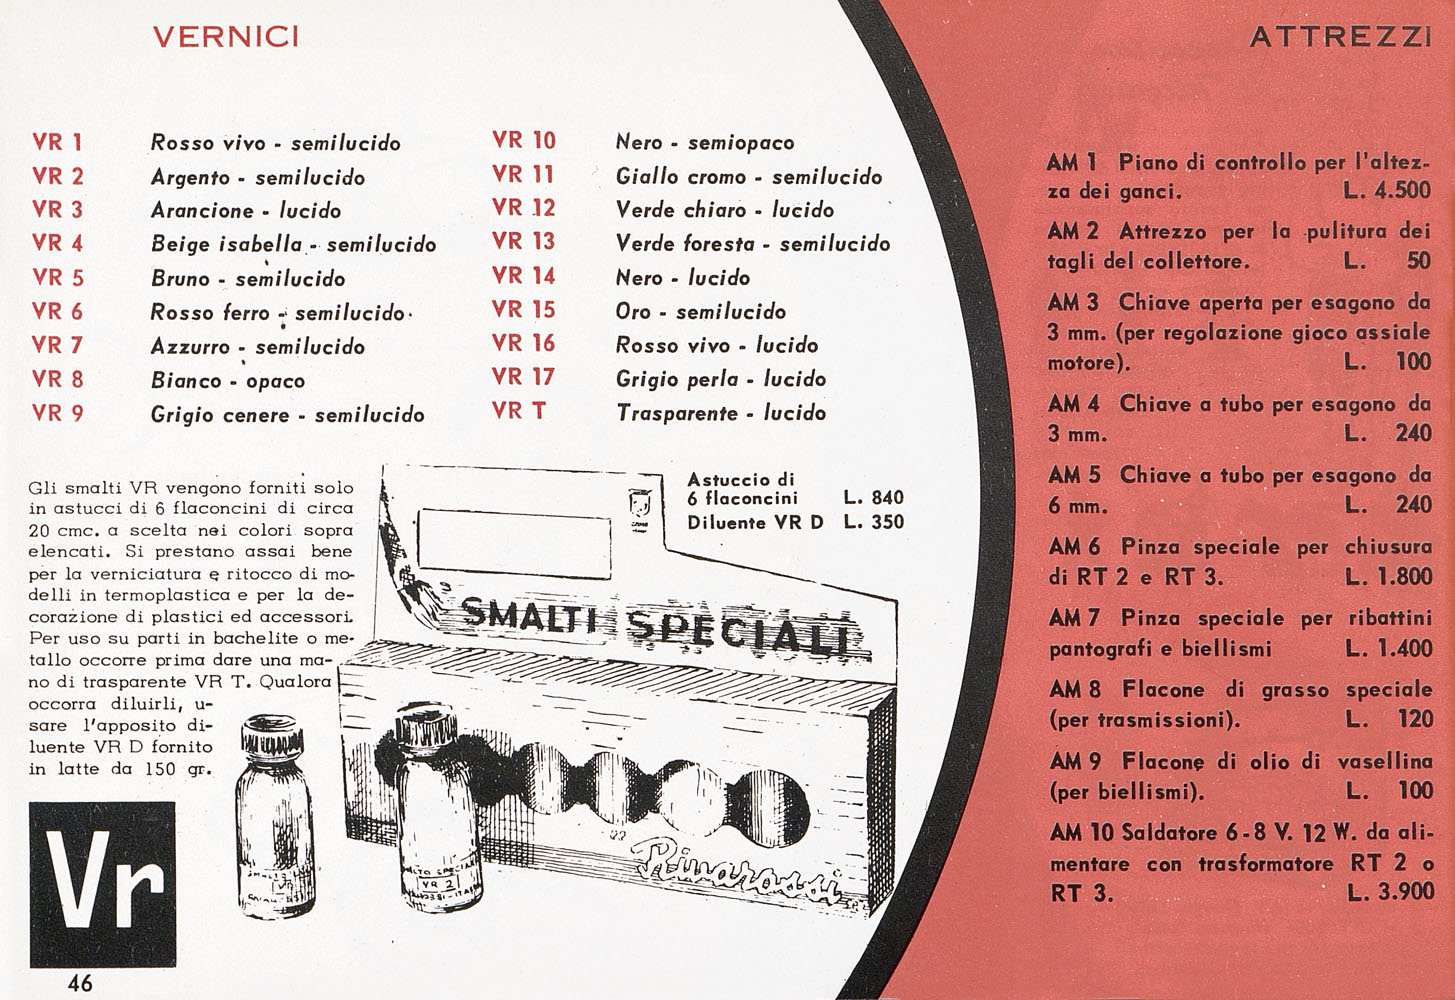 VERNICI
VR 1 Rosso vivo - semilucido
VR 2 Argento - semilucido
VR 3 Arancione - lucido
VR 4 Beige isabella - semilucido
VR 5 Bruno - semilucido
VR 6 Rosso ferro - semilucido
VR 7 Azzurro - semilucido
VR 8 Bianco - opaco
VR 9 Grigio cenere - semilucido
VR 10 Nero - semiopaco
VR 11 Giallo cromo - semilucido
VR 12 Verde chiaro - lucido
VR 13 Verde foresta - semilucido
VR 14 Nero - lucido
VR 15 Oro - semilucido
VR 16 Rosso vivo - lucido
VR 17 Grigio perla - lucido
VR T Trasparente - lucido
Gli smalti VR vengono forniti solo
in astucci di 6 flaconcini di circa
20 cmc. a scelta nei colori sopra
elencati. Si prestano assai bene
per la verniciatura e ritocco di mo-
delli in termoplastica e per la de-
corazione di plastici ed accessori.
Per uso su parti in bachelite o me-
tallo occorre prima dare una ma-
no di trasparente VR T. Qualora
occorra diluirli, u-
sare l'apposito di-
luente VR D fornito
in latte da 150 gr.
Astuccio di
6 flaconcini L. 840
Diluente VR D L. 350
SMALTI SPECIALI
VR 2
Rivarossi
Vr
46
ATTREZZI
AM 1 Piano di controllo per l'altez-
za dei ganci. L. 4.500
AM 2 Attrezzo per la pulitura dei
tagli del collettore. L. 50
AM 3 Chiave aperta per esagono da
3 mm. (per regolazione gioco assiale
motore). L. 100
AM 4 Chiave a tubo per esagono da
3 mm. L. 240
AM 5 Chiave a tubo per esagono da
6 mm. L. 240
AM 6 Pinza speciale per chiusura
di RT 2 e RT 3. L. 1.800
AM 7 Pinza speciale per ribattini
pantografi e biellismi L. 1.400
AM 8 Flacone di grasso speciale
(per trasmissioni). L. 120
AM 9 Flacone di olio di vasellina
(per biellismi). L. 100
AM 10 Saldatore 6-8 V. 12 W. da ali-
mentare con trasformatore RT 2 o
RT 3. L. 3.900